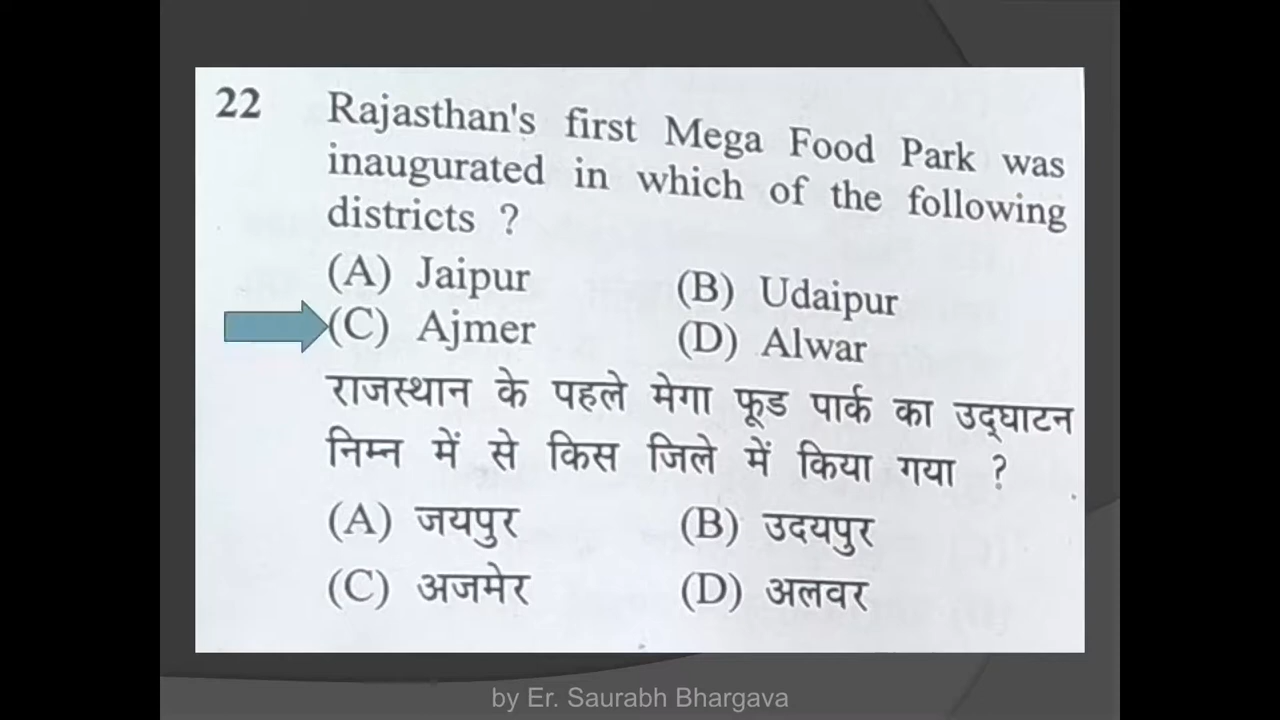 22 Rajasthan's first Mega Food Park was
inaugurated in which of the following
districts ?
(A) Jaipur (B) Udaipur
(C) Ajmer (D) Alwar
राजस्थान के पहले मेगा फूड पार्क का उद्‌घाटन
निम्न में से किस जिले में किया गया ?
(A) जयपुर (B) उदयपुर
(C) अजमेर (D) अलवर
by Er. Saurabh Bhargava